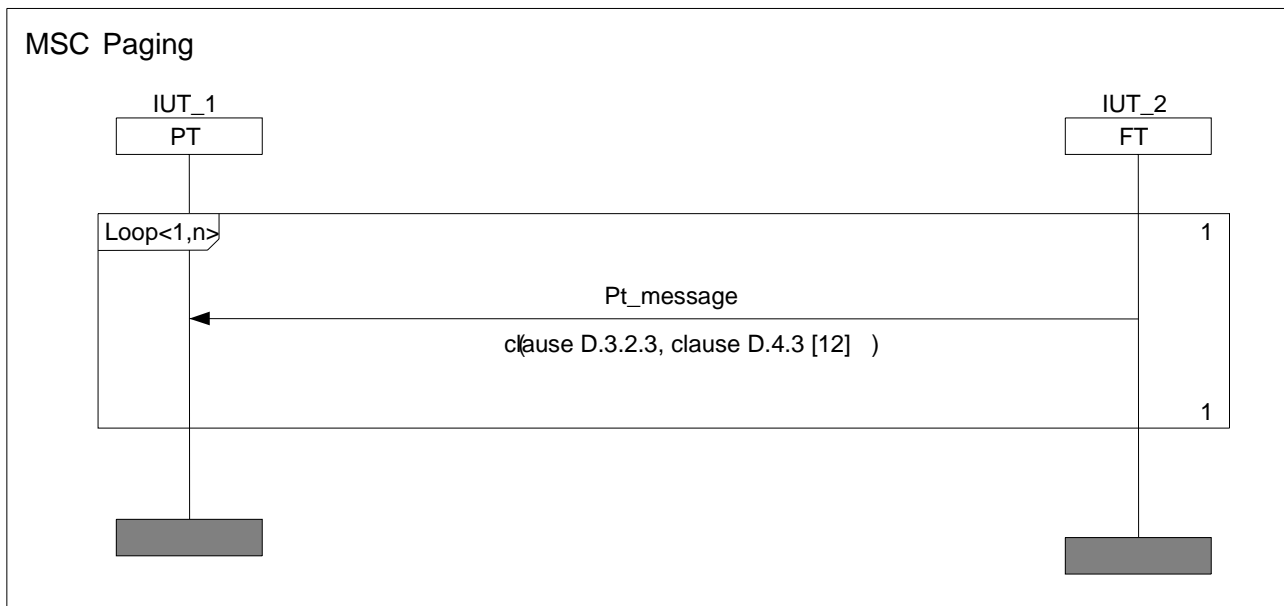 MSC Paging
IUT_1
IUT_2
PT
FT
Loop<1,n>
1
Pt_message
(clause D.3.2.3, clause D.4.3 [12] )
1